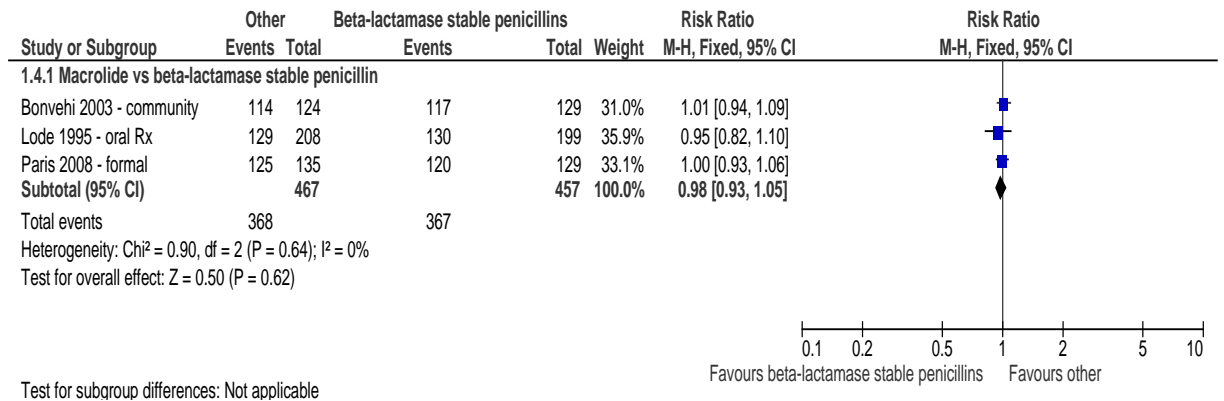 Other Beta-lactamase stable penicillins Risk Ratio Risk Ratio
Study or Subgroup Events Total Events Total Weight M-H, Fixed, 95% CI M-H, Fixed, 95% CI
1.4.1 Macrolide vs beta-lactamase stable penicillin
Bonvehi 2003 - community 114 124 117 129 31.0% 1.01 [0.94, 1.09]
Lode 1995 - oral Rx 129 208 130 199 35.9% 0.95 [0.82, 1.10]
Paris 2008 - formal 125 135 120 129 33.1% 1.00 [0.93, 1.06]
Subtotal (95% CI) 467 457 100.0% 0.98 [0.93, 1.05]
Total events 368 367
Heterogeneity: Chi² = 0.90, df = 2 (P = 0.64); I² = 0%
Test for overall effect: Z = 0.50 (P = 0.62)
0.1 0.2 0.5 1 2 5 10
Favours beta-lactamase stable penicillins Favours other
Test for subgroup differences: Not applicable